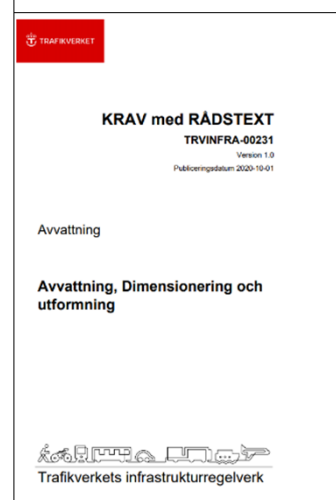 TRAFIKVERKET
KRAV med RÅDSTEXT
TRVINFRA-00231
Version 1.0
Publiceringsdatum 2020-10-01
Avvattning
Avvattning, Dimensionering och
utformning
Trafikverkets infrastrukturregelverk